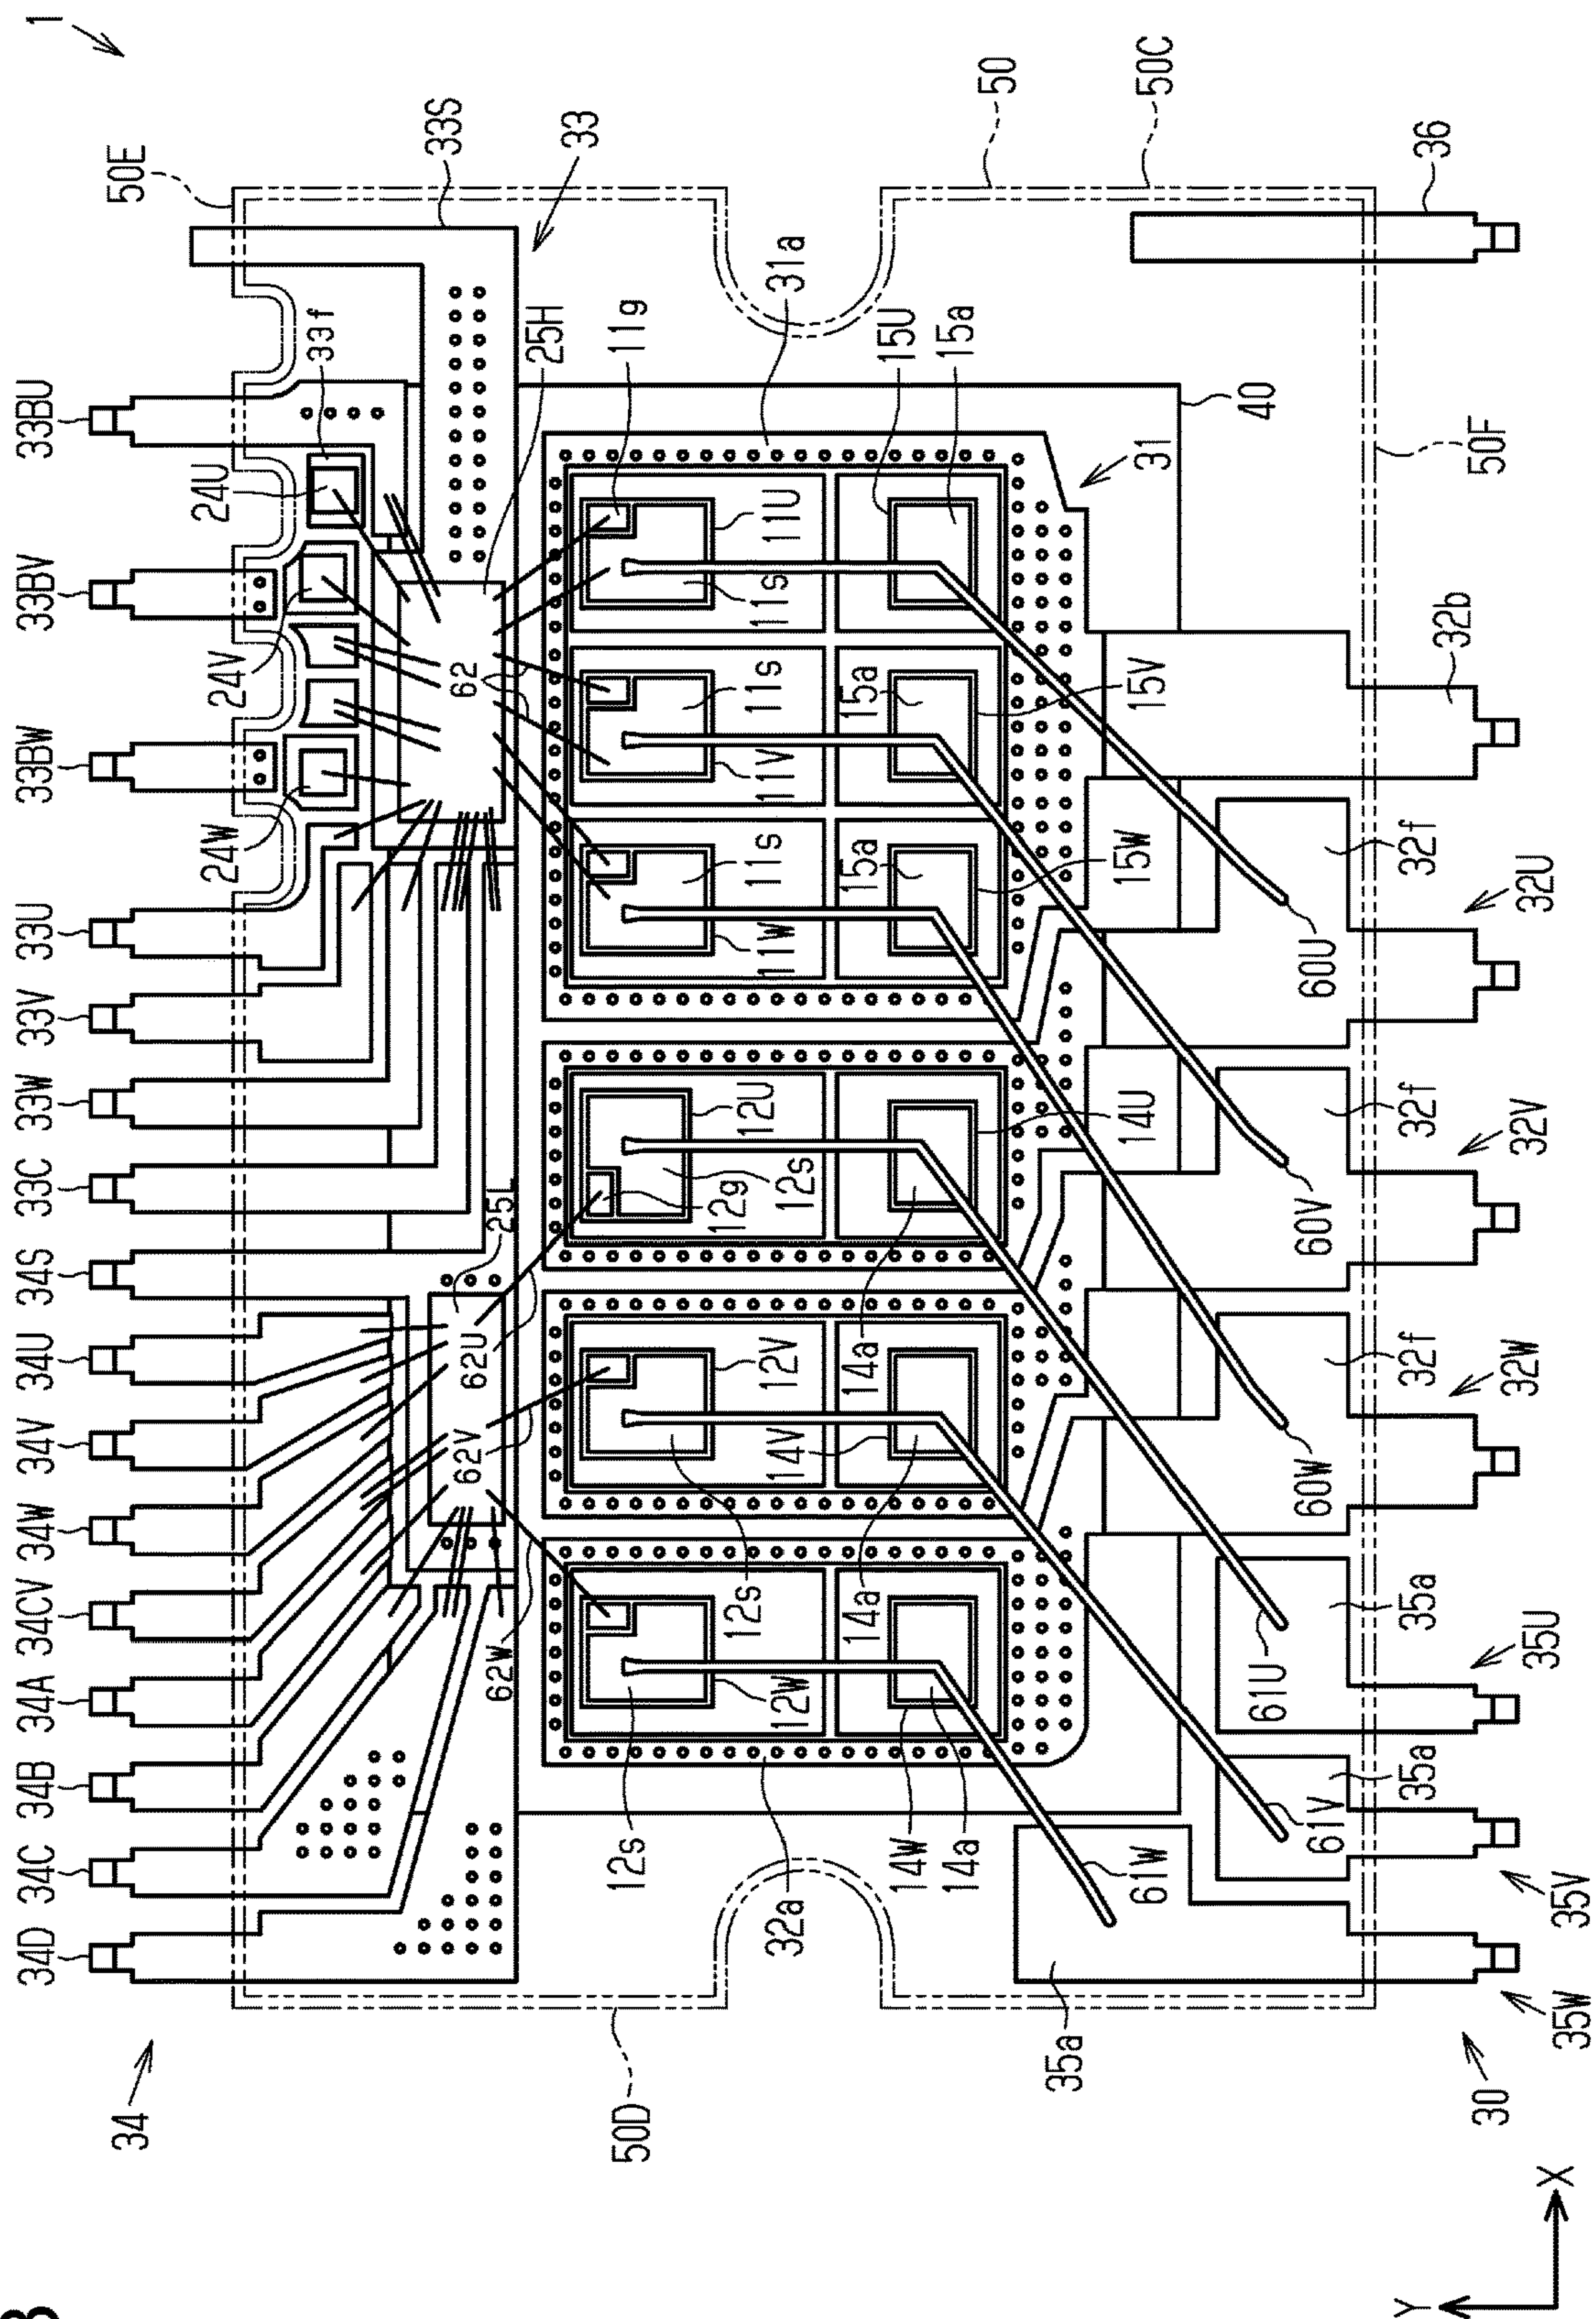 1
34D
34C
34B
34A
34CV
34W
34V
34U
34S
33C
33W
33V
33U
33BW
33BV
33BU
34
50E
33S
33
24W
24V
24U
33f
50D
25L
25H
62W
62V
62U
62
11g
12s
12W
12s
12V
12g
12s
12U
11W
11s
11V
11s
11s
11U
32a
31a
50
50C
14W
14a
14a
14V
14a
14U
15a
15W
15a
15V
15U
15a
35a
61W
61V
35a
61U
35a
60W
60V
60U
31
40
32f
32f
32f
32b
50F
36
30
35W
35V
35U
32W
32V
32U
Y
X